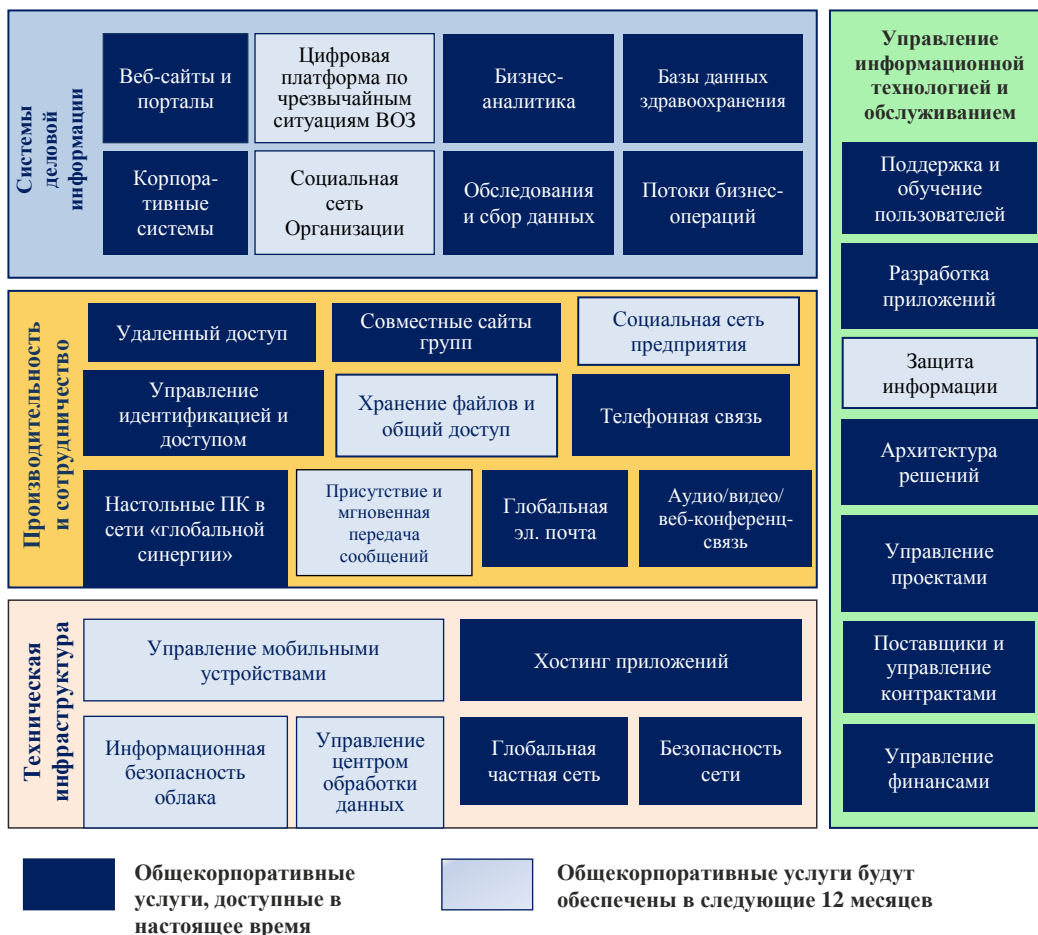 Системы
деловой
информации
Веб-сайты и
порталы
Цифровая
платформа по
чрезвычайным
ситуациям ВОЗ
Бизнес-
аналитика
Базы данных
здравоохранения
Корпора-
тивные
системы
Социальная
сеть
Организации
Обследования
и сбор данных
Потоки бизнес-
операций
Производительность
и сотрудничество
Удаленный доступ
Совместные сайты
групп
Социальная сеть
предприятия
Управление
идентификацией и
доступом
Хранение файлов и
общий доступ
Телефонная связь
Настольные ПК в
сети «глобальной
синергии»
Присутствие и
мгновенная
передача
сообщений
Глобальная
эл. почта
Аудио/видео/
веб-конференц-
связь
Техническая
инфраструктура
Управление мобильными
устройствами
Хостинг приложений
Информационная
безопасность
облака
Управление
центром
обработки
данных
Глобальная
частная сеть
Безопасность
сети
Управление
информационной
технологией и
обслуживанием
Поддержка и
обучение
пользователей
Разработка
приложений
Защита
информации
Архитектура
решений
Управление
проектами
Поставщики и
управление
контрактами
Управление
финансами
Общекорпоративные
услуги, доступные в
настоящее время
Общекорпоративные услуги будут
обеспечены в следующие 12 месяцев